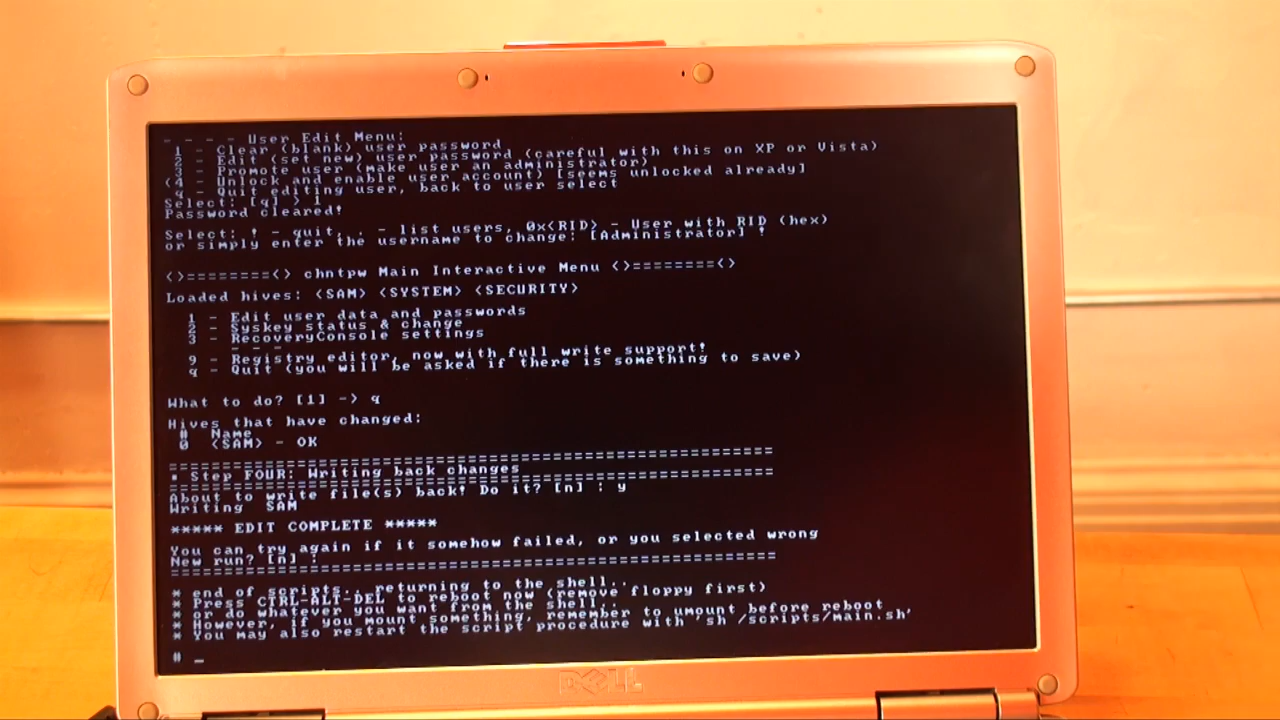 - - - - User Edit Menu:
1 - Clear (blank) user password
2 - Edit (set new) user password (careful with this on XP or Vista)
3 - Promote user (make user an administrator)
(4 - Unlock and enable user account) [seems unlocked already]
q - Quit editing user, back to user select
Select: [q] > 1
Password cleared!
Select: ! - quit, . - list users, 0x<RID> - User with RID (hex)
or simply enter the username to change: [Administrator] !
<>========<> chntpw Main Interactive Menu <>========<>
Loaded hives: <SAM> <SYSTEM> <SECURITY>
1 - Edit user data and passwords
2 - Syskey status & change
3 - RecoveryConsole settings
- - -
9 - Registry editor, now with full write support!
q - Quit (you will be asked if there is something to save)
What to do? [1] -> q
Hives that have changed:
# Name
0 <SAM> - OK
=========================================================
* Step FOUR: Writing back changes
=========================================================
About to write file(s) back! Do it? [n] : y
Writing SAM
***** EDIT COMPLETE *****
You can try again if it somehow failed, or you selected wrong
New run? [n] :
=========================================================
* end of scripts.. returning to the shell..
* Press CTRL-ALT-DEL to reboot now (remove floppy first)
* or do whatever you want from the shell..
* However, if you mount something, remember to umount before reboot
* You may also restart the script procedure with 'sh /scripts/main.sh'
# _
DELL